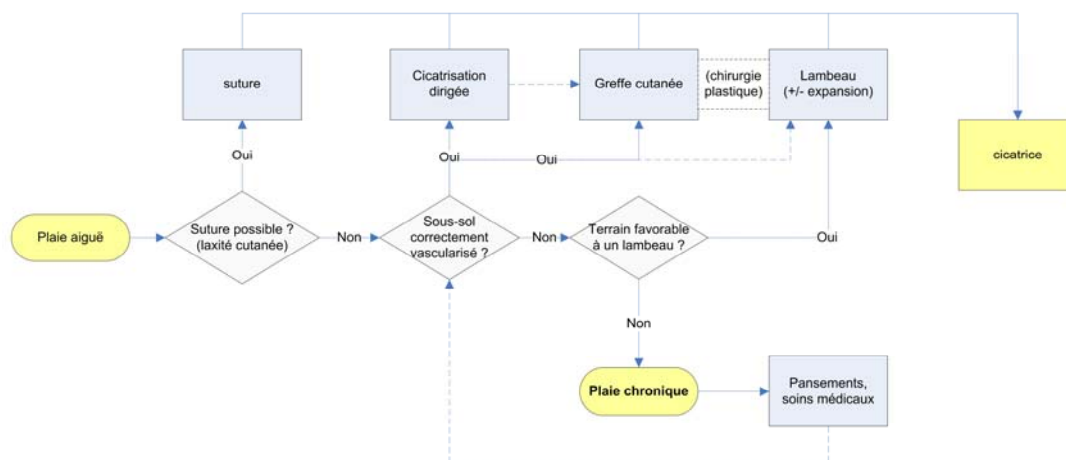 suture
Cicatrisation
dirigée
Greffe cutanée
(chirurgie
plastique)
Lambeau
(+/- expansion)
cicatrice
Oui
Oui
Oui
Oui
Plaie aiguë
Suture possible ?
(laxité cutanée)
Non
Sous-sol
correctement
vascularisé ?
Non
Terrain favorable
à un lambeau ?
Non
Plaie chronique
Pansements,
soins médicaux